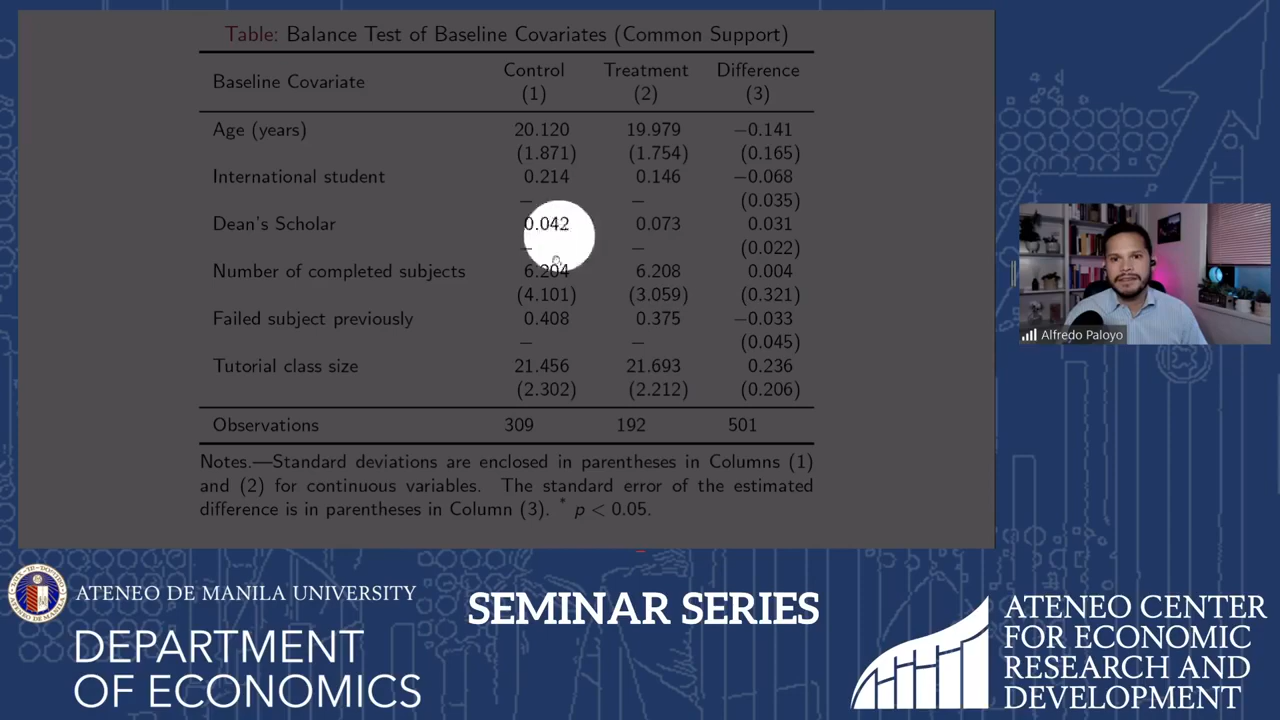 Table: Balance Test of Baseline Covariates (Common Support)
Baseline Covariate Control Treatment Difference
(1) (2) (3)
Age (years) 20.120 19.979 −0.141
(1.871) (1.754) (0.165)
International student 0.214 0.146 −0.068
– – (0.035)
Dean's Scholar 0.042 0.073 0.031
– – (0.022)
Number of completed subjects 6.204 6.208 0.004
(4.101) (3.059) (0.321)
Failed subject previously 0.408 0.375 −0.033
– – (0.045)
Tutorial class size 21.456 21.693 0.236
(2.302) (2.212) (0.206)
Observations 309 192 501
Notes.—Standard deviations are enclosed in parentheses in Columns (1)
and (2) for continuous variables. The standard error of the estimated
difference is in parentheses in Column (3). * p < 0.05.
Alfredo Paloyo
ATENEO DE MANILA UNIVERSITY
DEPARTMENT
OF ECONOMICS
SEMINAR SERIES
ATENEO CENTER
FOR ECONOMIC
RESEARCH AND
DEVELOPMENT